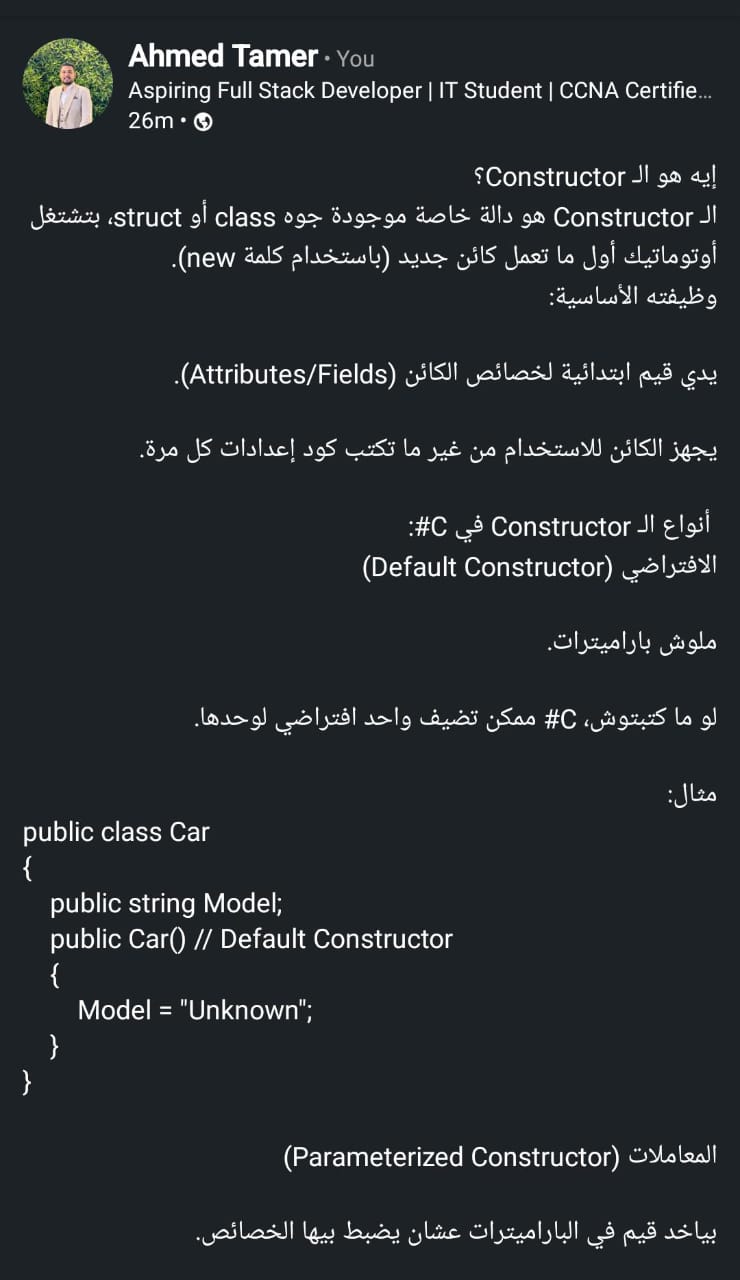 Ahmed Tamer • You
Aspiring Full Stack Developer | IT Student | CCNA Certifie...
26m •
إيه هو الـ Constructor؟
الـ Constructor هو دالة خاصة موجودة جوه class أو struct، بتشتغل
أوتوماتيك أول ما تعمل كائن جديد (باستخدام كلمة new).
وظيفته الأساسية:
يدي قيم ابتدائية لخصائص الكائن (Attributes/Fields).
يجهز الكائن للاستخدام من غير ما تكتب كود إعدادات كل مرة.
أنواع الـ Constructor في C#:
الافتراضي (Default Constructor)
ملوش باراميترات.
لو ما كتبتوش، C# ممكن تضيف واحد افتراضي لوحدها.
مثال:
public class Car
{
public string Model;
public Car() // Default Constructor
{
Model = "Unknown";
}
}
المعاملات (Parameterized Constructor)
بياخد قيم في الباراميترات عشان يضبط بيها الخصائص.